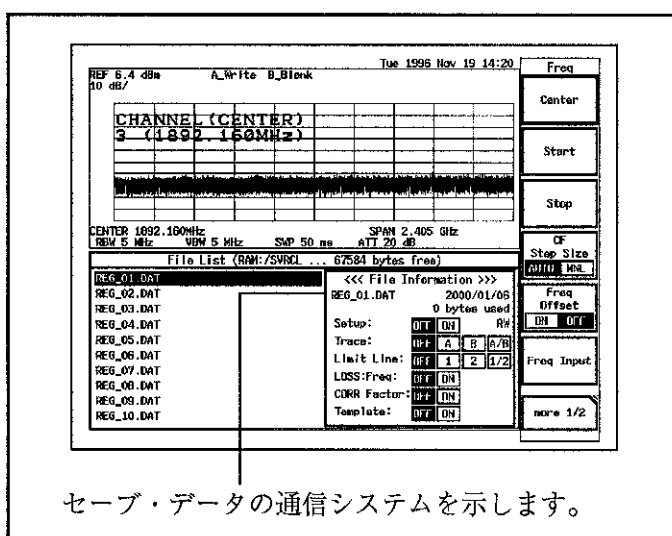 Tue 1996 Nov 19 14:20
REF 6.4 dBm A_Write B_Blank
10 dB/
CHANNEL (CENTER)
3 (1892.160MHz)
CENTER 1892.160MHz SPAN 2.405 GHz
RBW 5 MHz VBW 5 MHz SWP 50 ms ATT 20 dB
File List (RAM:/SVRCL ... 67584 bytes free)
REG_01.DAT
REG_02.DAT
REG_03.DAT
REG_04.DAT
REG_05.DAT
REG_06.DAT
REG_07.DAT
REG_08.DAT
REG_09.DAT
REG_10.DAT
<<< File Information >>>
REG_01.DAT 2000/01/06
0 bytes used
Setup: OFF ON RW
Trace: OFF A B A/B
Limit Line: OFF 1 2 1/2
LOSS:Freq: OFF ON
CORR Factor: OFF ON
Template: OFF ON
Freq
Center
Start
Stop
CF
Step Size
AUTO MNL
Freq
Offset
ON OFF
Freq Input
more 1/2
セーブ・データの通信システムを示します。